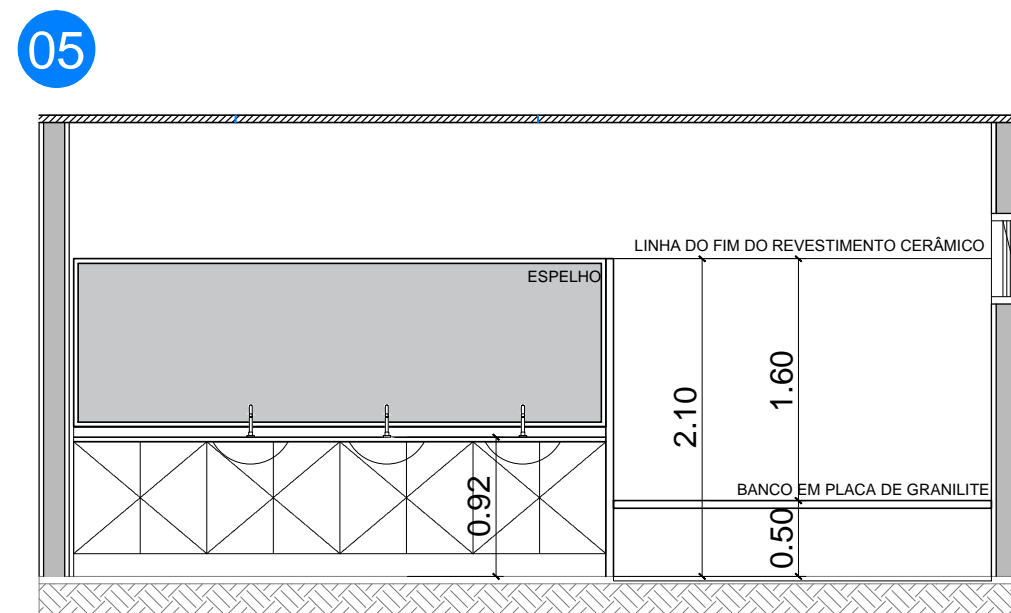 05
LINHA DO FIM DO REVESTIMENTO CERÂMICO
ESPELHO
2.10
1.60
0.92
BANCO EM PLACA DE GRANILITE
0.50